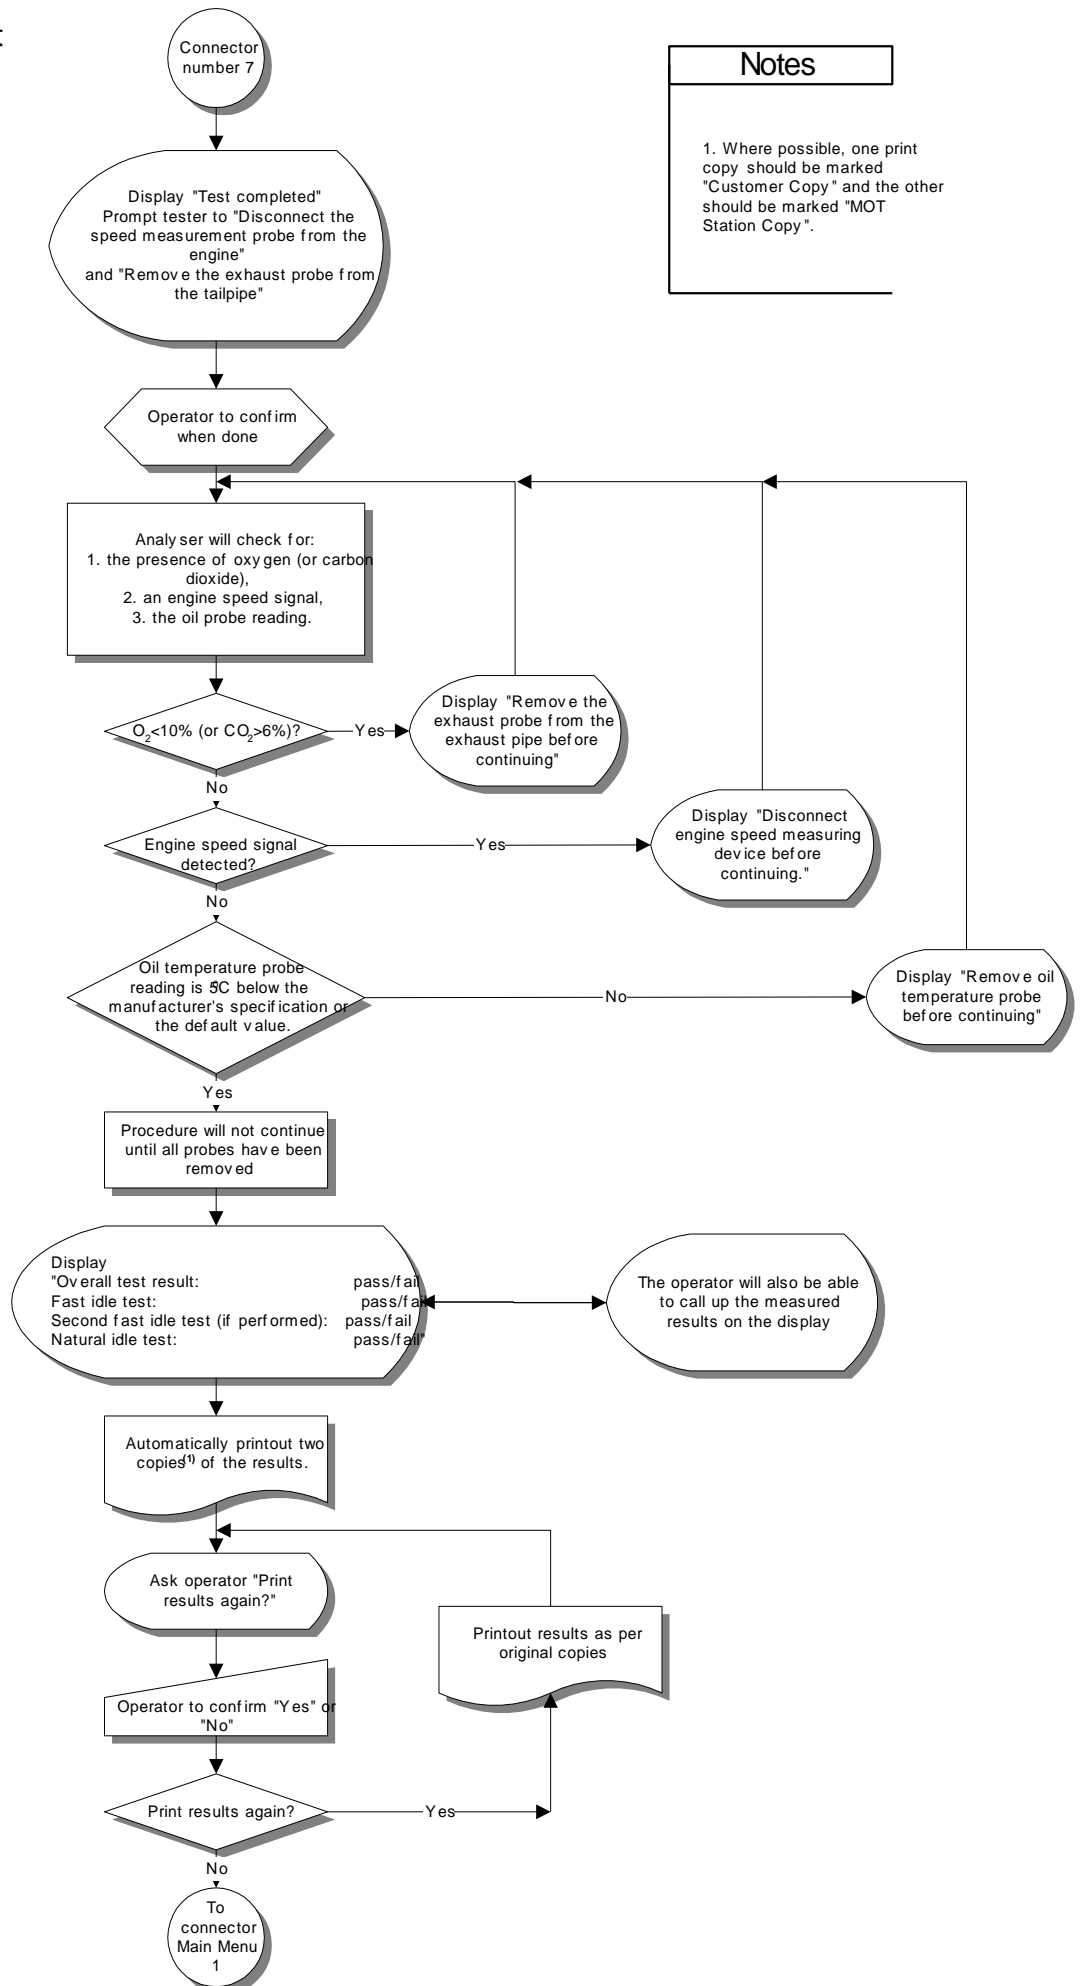 :
Connector
number 7
Notes
1. Where possible, one print
copy should be marked
"Customer Copy" and the other
should be marked "MOT
Station Copy".
Display "Test completed"
Prompt tester to "Disconnect the
speed measurement probe from the
engine"
and "Remove the exhaust probe from
the tailpipe"
Operator to confirm
when done
Analyser will check for:
1. the presence of oxygen (or carbon
dioxide),
2. an engine speed signal,
3. the oil probe reading.
O2<10% (or CO2>6%)?
Yes
Display "Remove the
exhaust probe from the
exhaust pipe before
continuing"
No
Engine speed signal
detected?
Yes
Display "Disconnect
engine speed measuring
device before
continuing."
No
Oil temperature probe
reading is 5°C below the
manufacturer's specification or
the default value.
No
Display "Remove oil
temperature probe
before continuing"
Yes
Procedure will not continue
until all probes have been
removed
Display
"Overall test result: pass/fail
Fast idle test: pass/fail
Second fast idle test (if performed): pass/fail
Natural idle test: pass/fail"
The operator will also be able
to call up the measured
results on the display
Automatically printout two
copies(1) of the results.
Ask operator "Print
results again?"
Printout results as per
original copies
Operator to confirm "Yes" or
"No"
Print results again?
Yes
No
To
connector
Main Menu
1